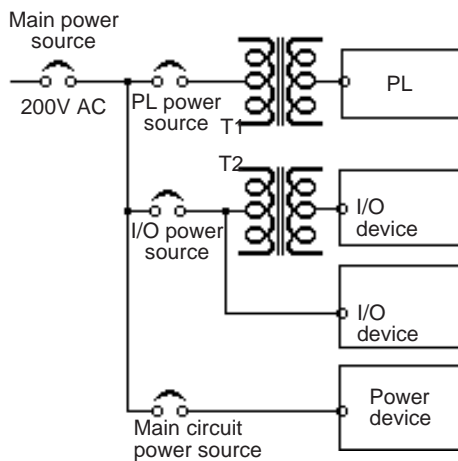 Main power
source
200V AC
PL power
source
T1
PL
T2
I/O power
source
I/O
device
I/O
device
Main circuit
power source
Power
device